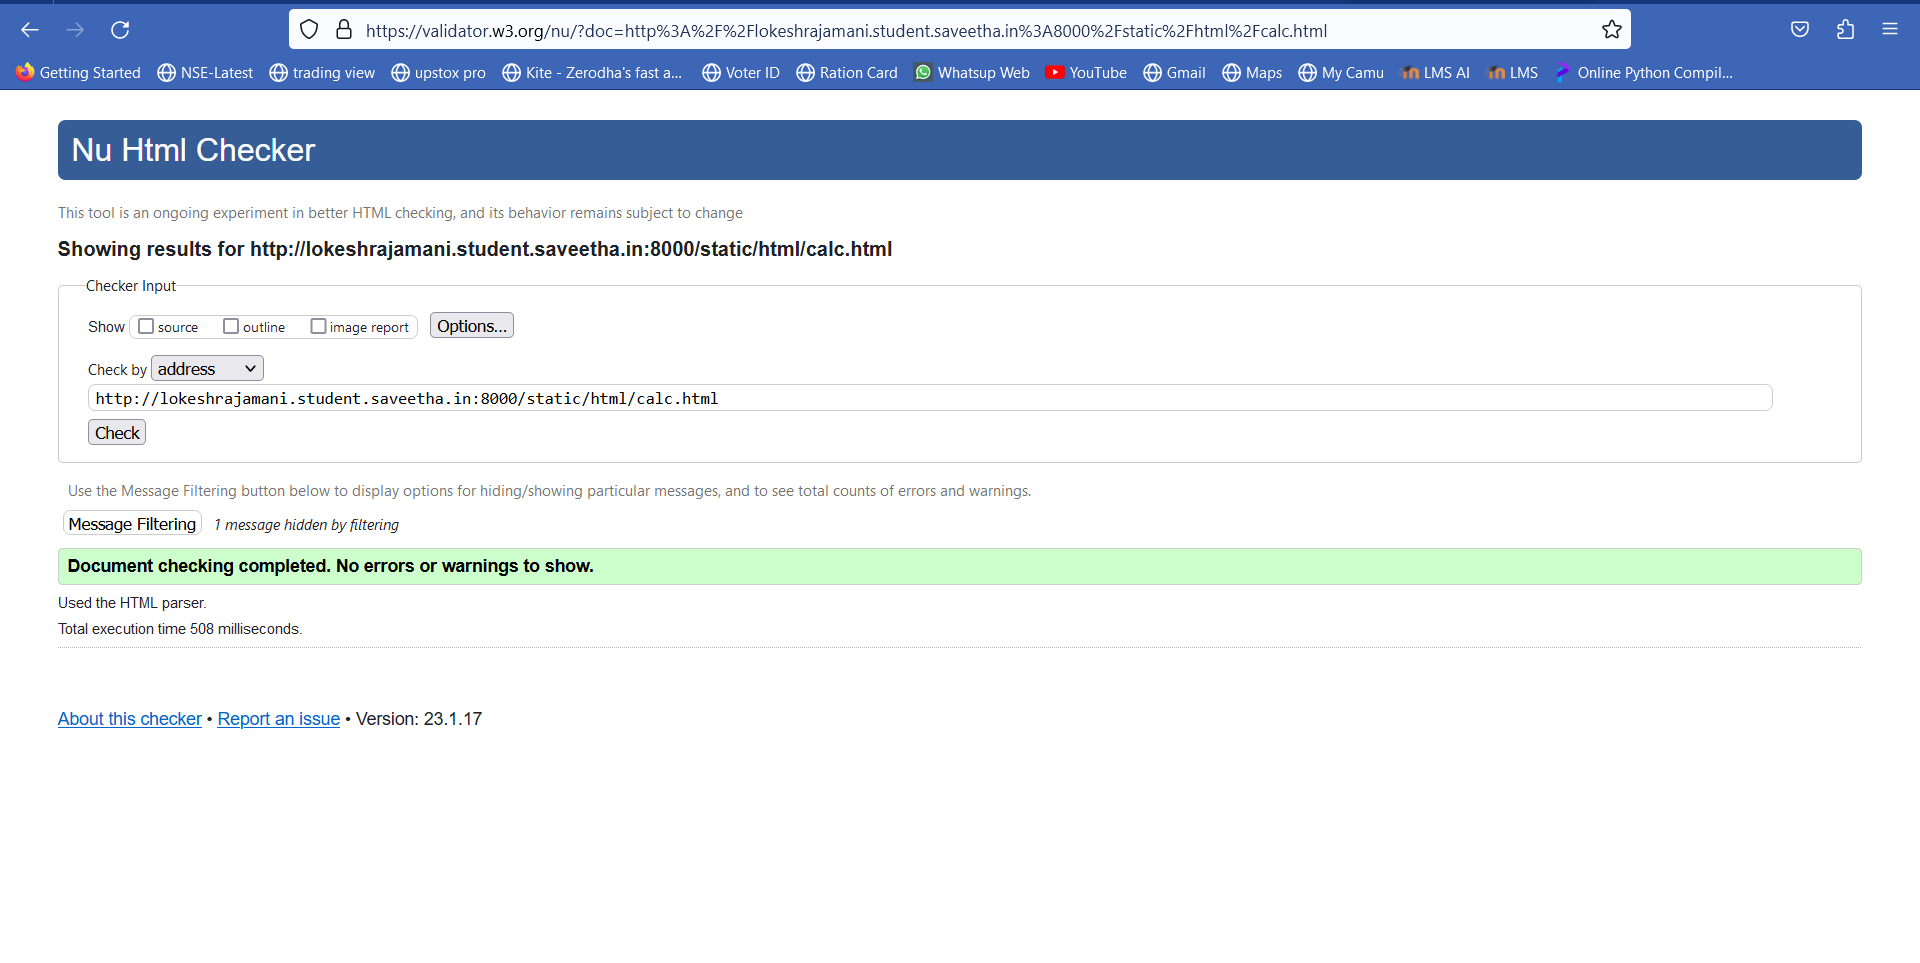 https://validator.w3.org/nu/?doc=http%3A%2F%2Flokeshrajamani.student.saveetha.in%3A8000%2Fstatic%2Fhtml%2Fcalc.html
Getting Started NSE-Latest trading view upstox pro Kite - Zerodha's fast a... Voter ID Ration Card Whatsup Web YouTube Gmail Maps My Camu LMS AI LMS Online Python Compil...
Nu Html Checker
This tool is an ongoing experiment in better HTML checking, and its behavior remains subject to change
Showing results for http://lokeshrajamani.student.saveetha.in:8000/static/html/calc.html
Checker Input
Show source outline image report Options...
Check by address
http://lokeshrajamani.student.saveetha.in:8000/static/html/calc.html
Check
Use the Message Filtering button below to display options for hiding/showing particular messages, and to see total counts of errors and warnings.
Message Filtering 1 message hidden by filtering
Document checking completed. No errors or warnings to show.
Used the HTML parser.
Total execution time 508 milliseconds.
About this checker • Report an issue • Version: 23.1.17